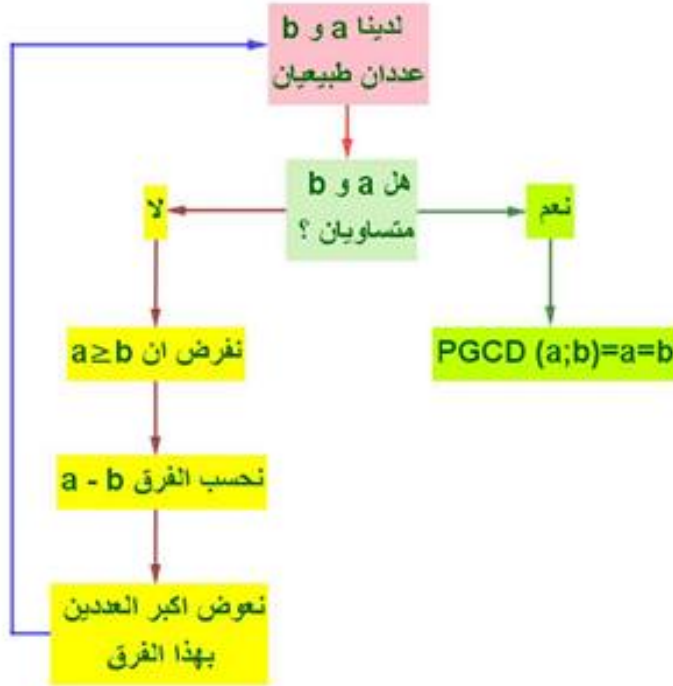 لدينا a و b
عددان طبيعيان
هل a و b
متساويان ؟
نعم
لا
PGCD (a;b)=a=b
نفرض ان a≥b
نحسب الفرق a - b
نعوض اكبر العددين
بهذا الفرق